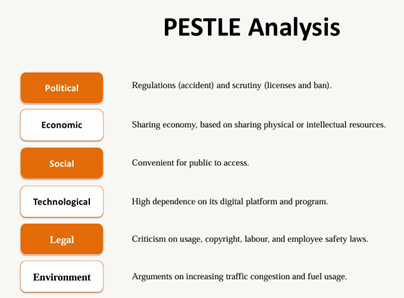 PESTLE Analysis
Political
Regulations (accident) and scrutiny (licenses and ban).
Economic
Sharing economy, based on sharing physical or intellectual resources.
Social
Convenient for public to access.
Technological
High dependence on its digital platform and program.
Legal
Criticism on usage, copyright, labour, and employee safety laws.
Environment
Arguments on increasing traffic congestion and fuel usage.